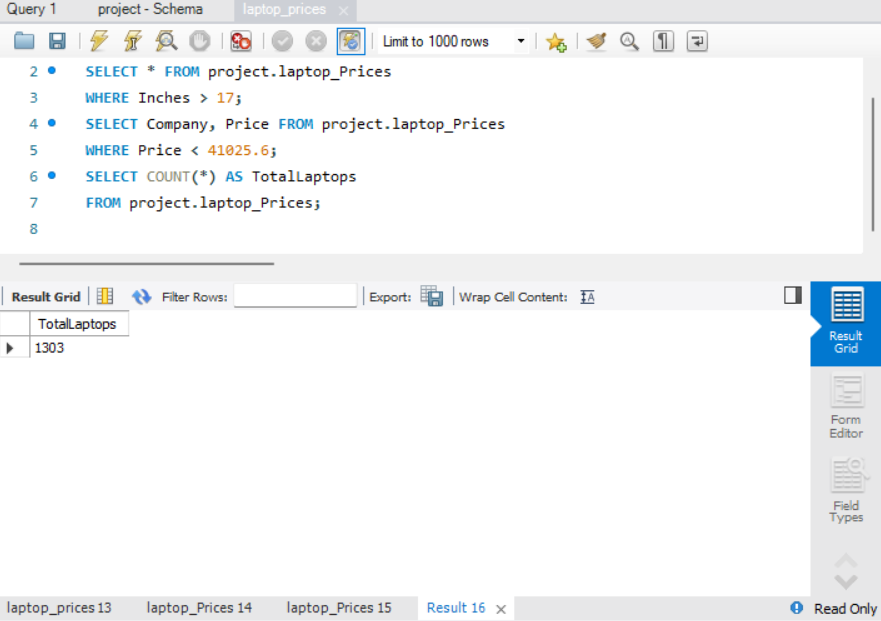 Query 1 project - Schema laptop_prices ×
Limit to 1000 rows
2 SELECT * FROM project.laptop_Prices
3 WHERE Inches > 17;
4 SELECT Company, Price FROM project.laptop_Prices
5 WHERE Price < 41025.6;
6 SELECT COUNT(*) AS TotalLaptops
7 FROM project.laptop_Prices;
8
Result Grid Filter Rows: Export: Wrap Cell Content: IA
TotalLaptops
1303
Result
Grid
Form
Editor
Field
Types
laptop_prices 13 laptop_Prices 14 laptop_Prices 15 Result 16 × Read Only